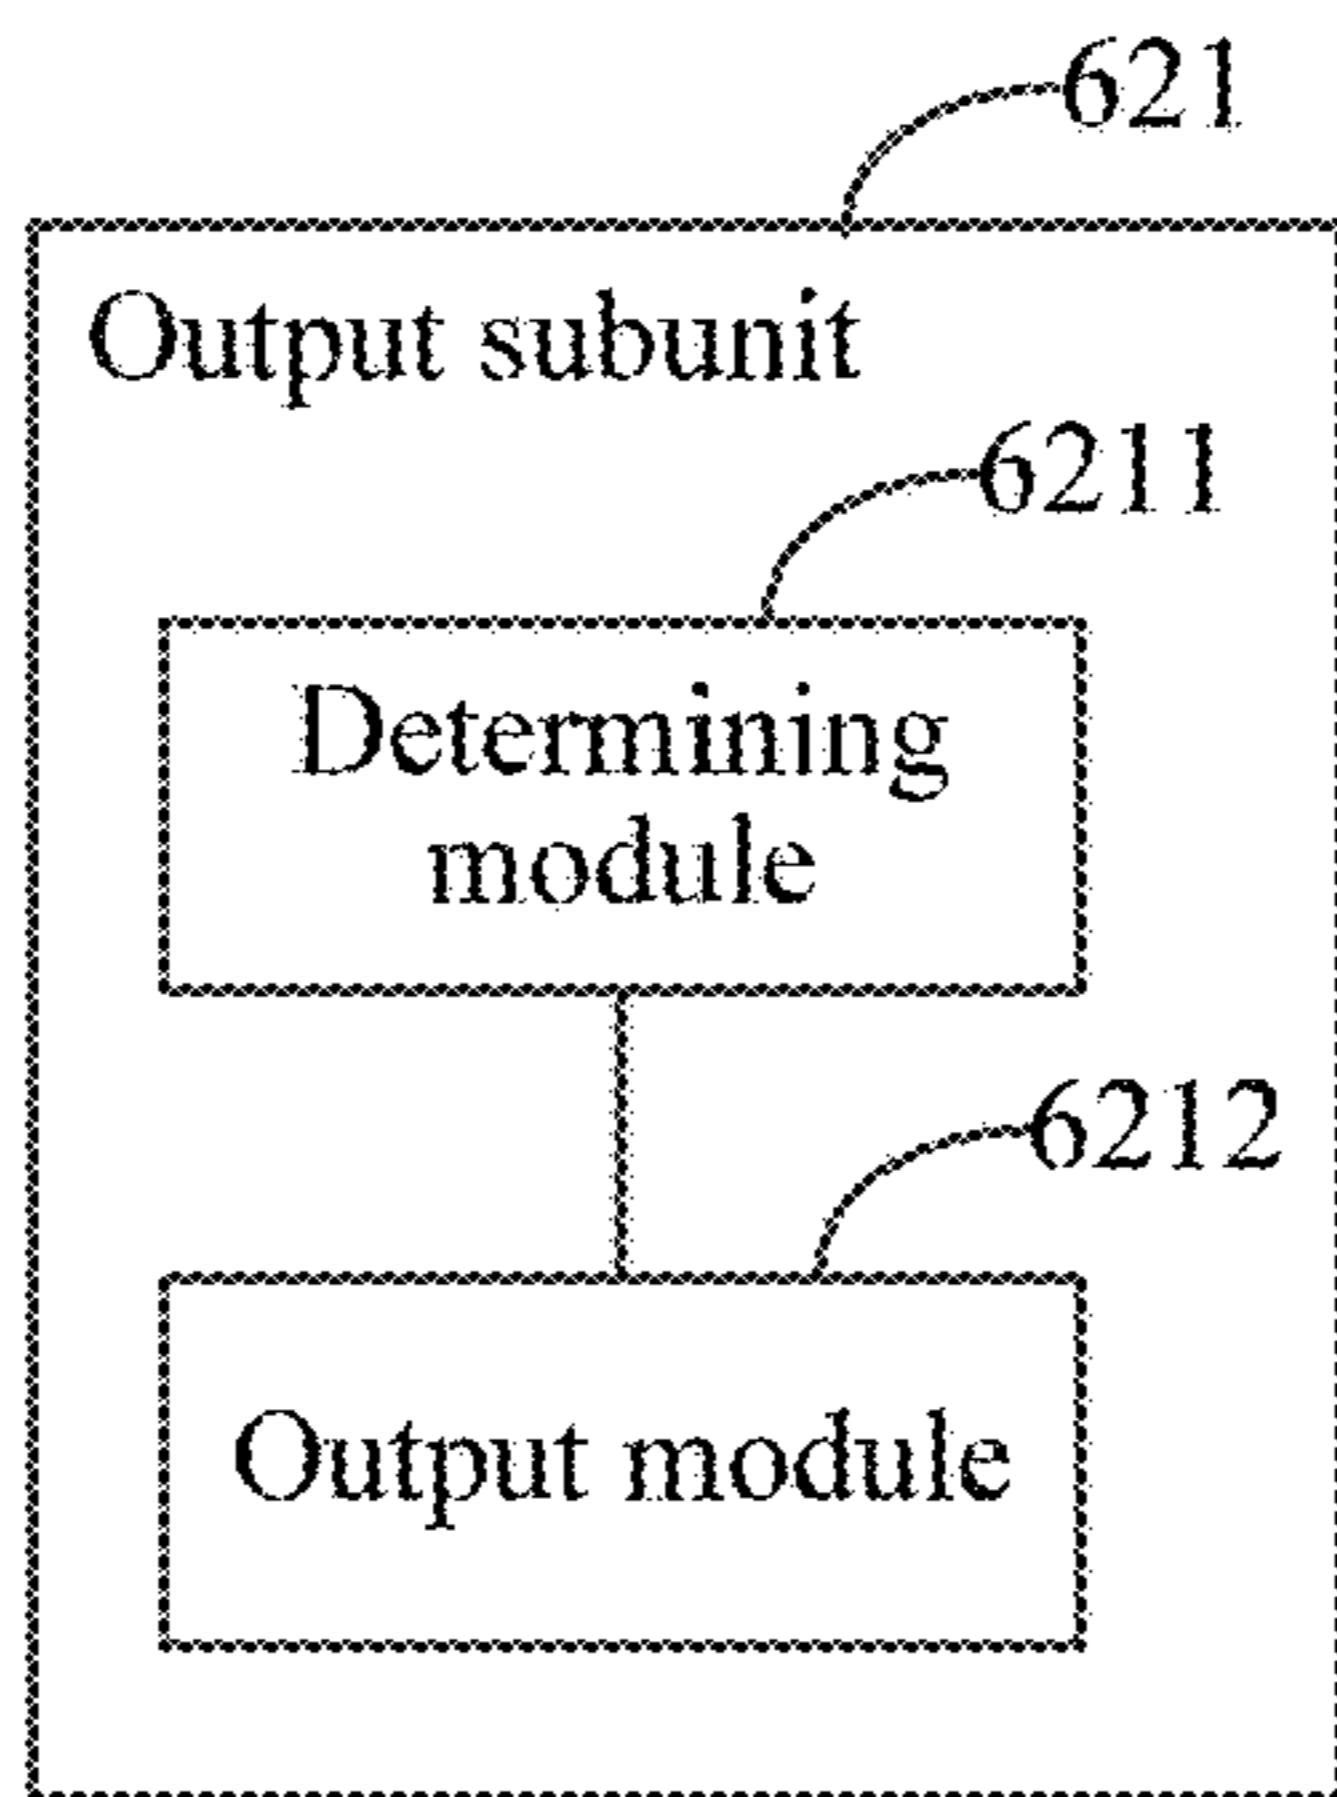 621
Output subunit
6211
Determining
module
6212
Output module